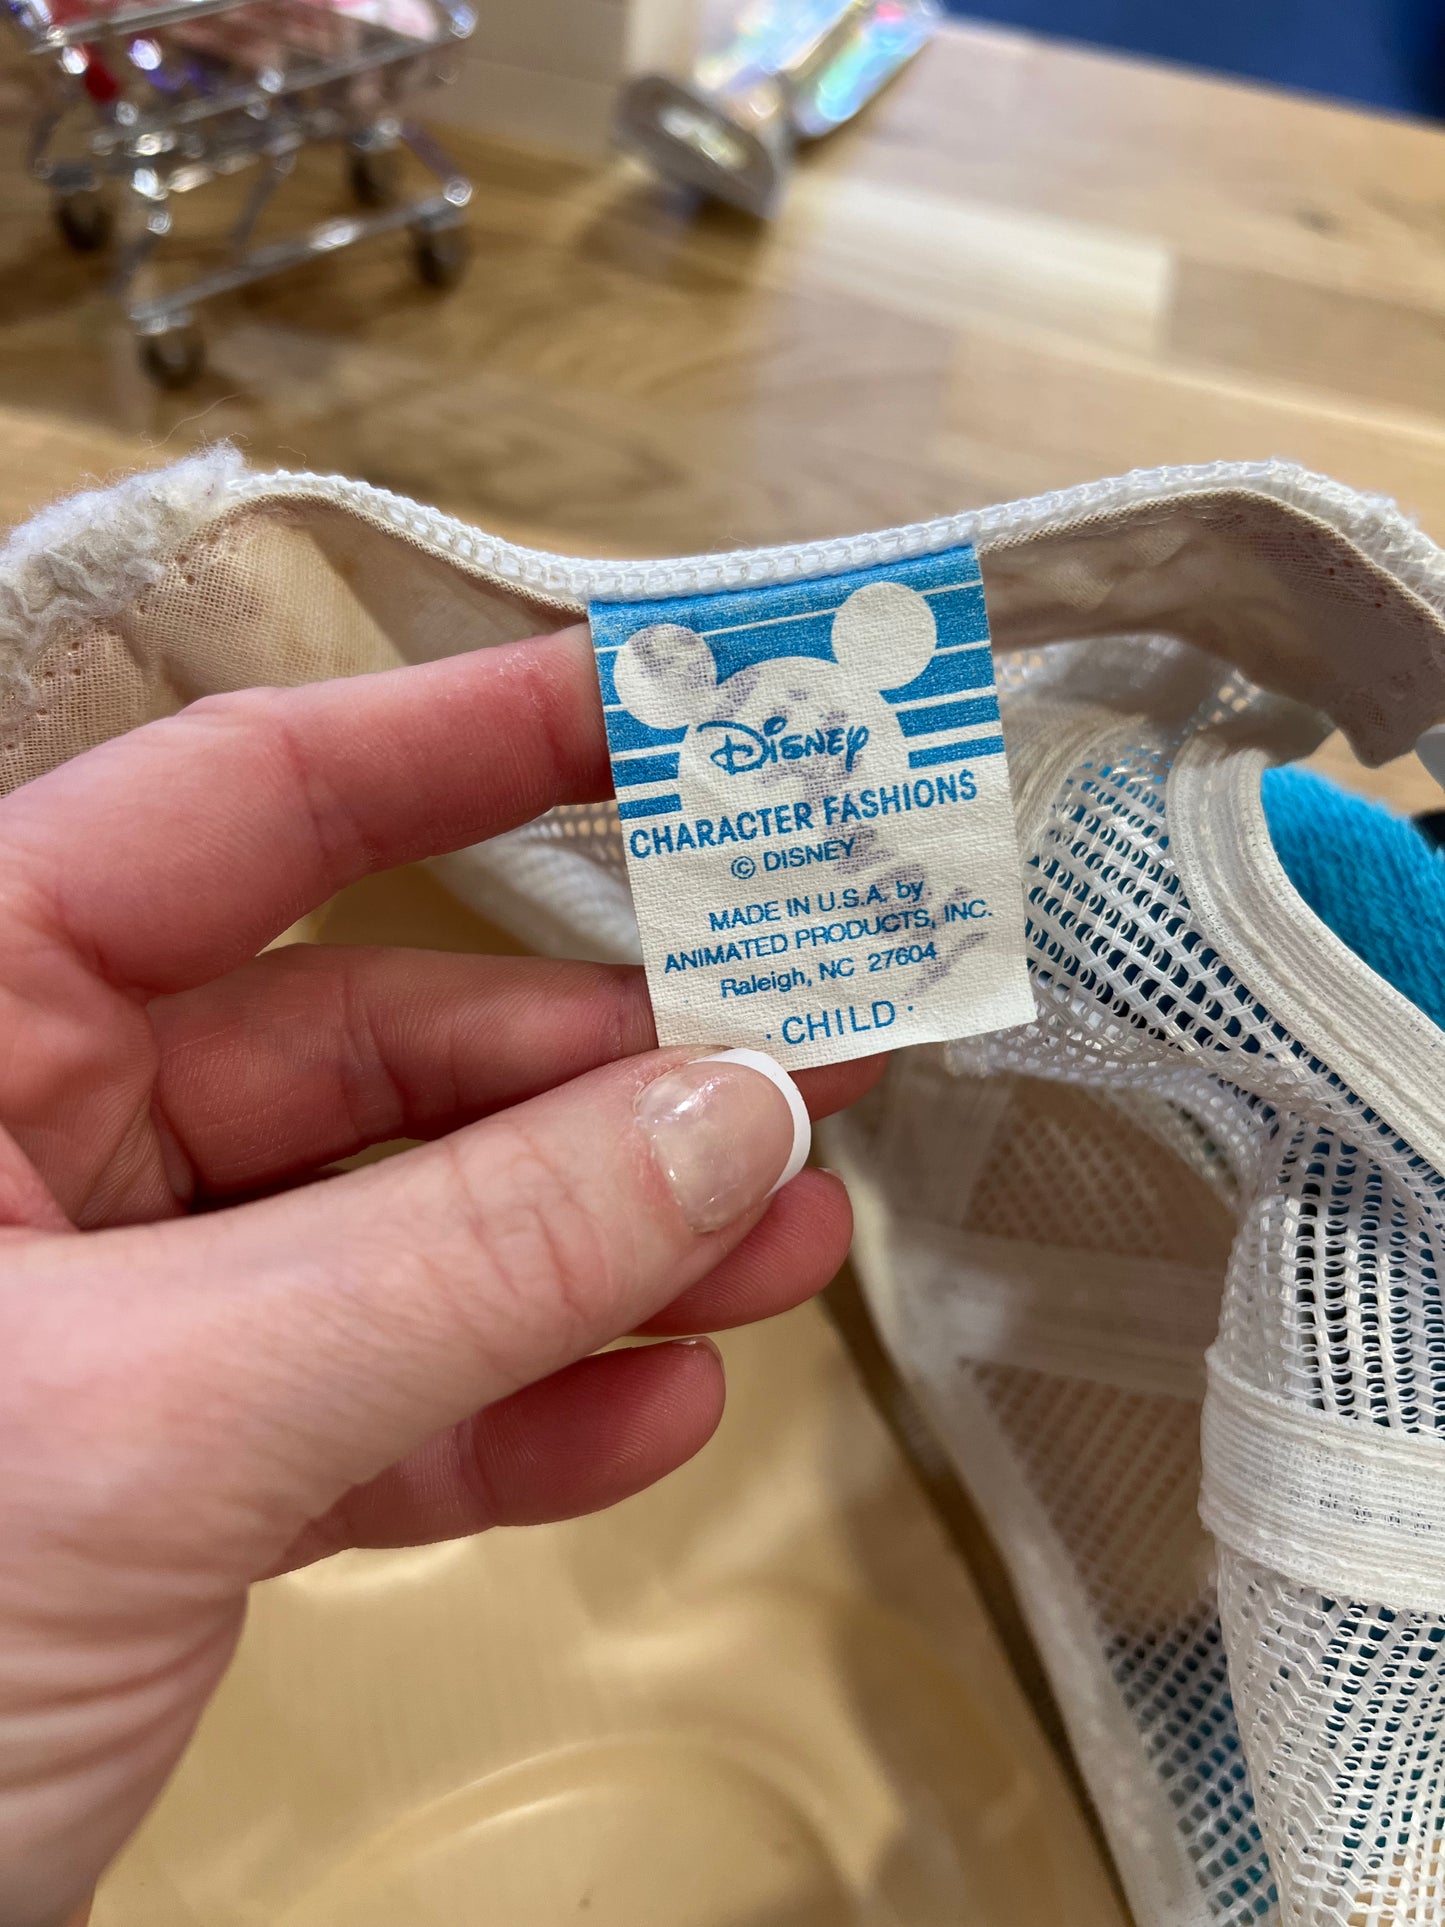 Disney
CHARACTER FASHIONS
© DISNEY
MADE IN U.S.A. by
ANIMATED PRODUCTS, INC.
Raleigh, NC 27604
· CHILD ·